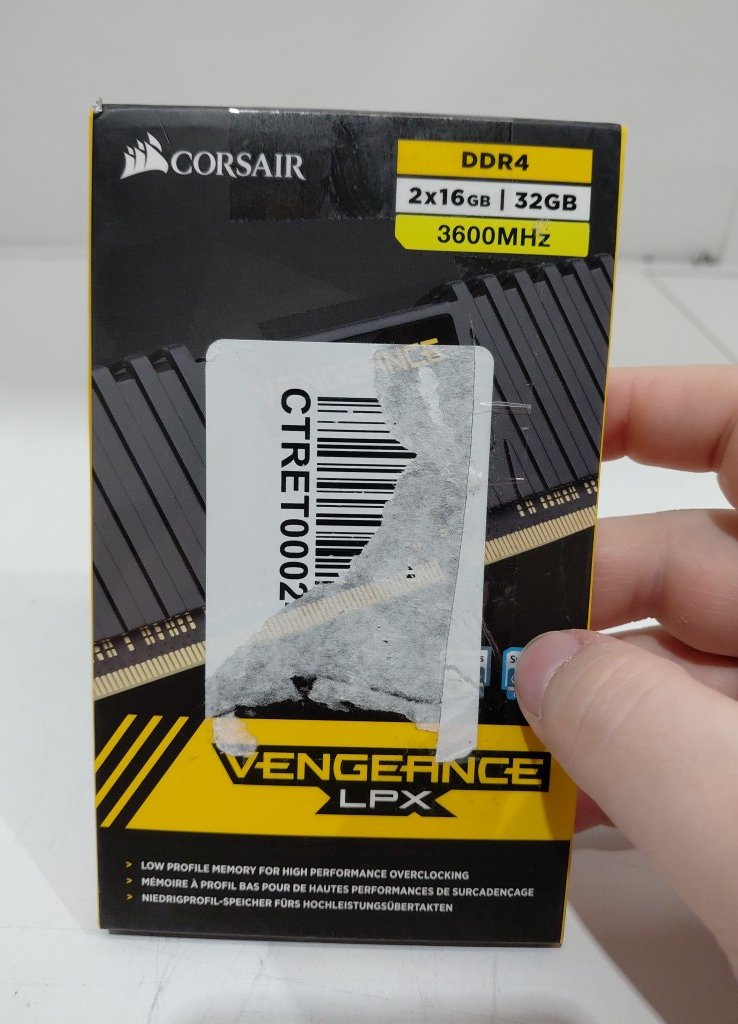 CORSAIR
DDR4
2x16GB | 32GB
3600MHz
CTRET0002
VENGEANCE
LPX
> LOW PROFILE MEMORY FOR HIGH PERFORMANCE OVERCLOCKING
> MÉMOIRE À PROFIL BAS POUR DE HAUTES PERFORMANCES DE SURCADENÇAGE
> NIEDRIGPROFIL-SPEICHER FÜRS HOCHLEISTUNGSÜBERTAKTEN